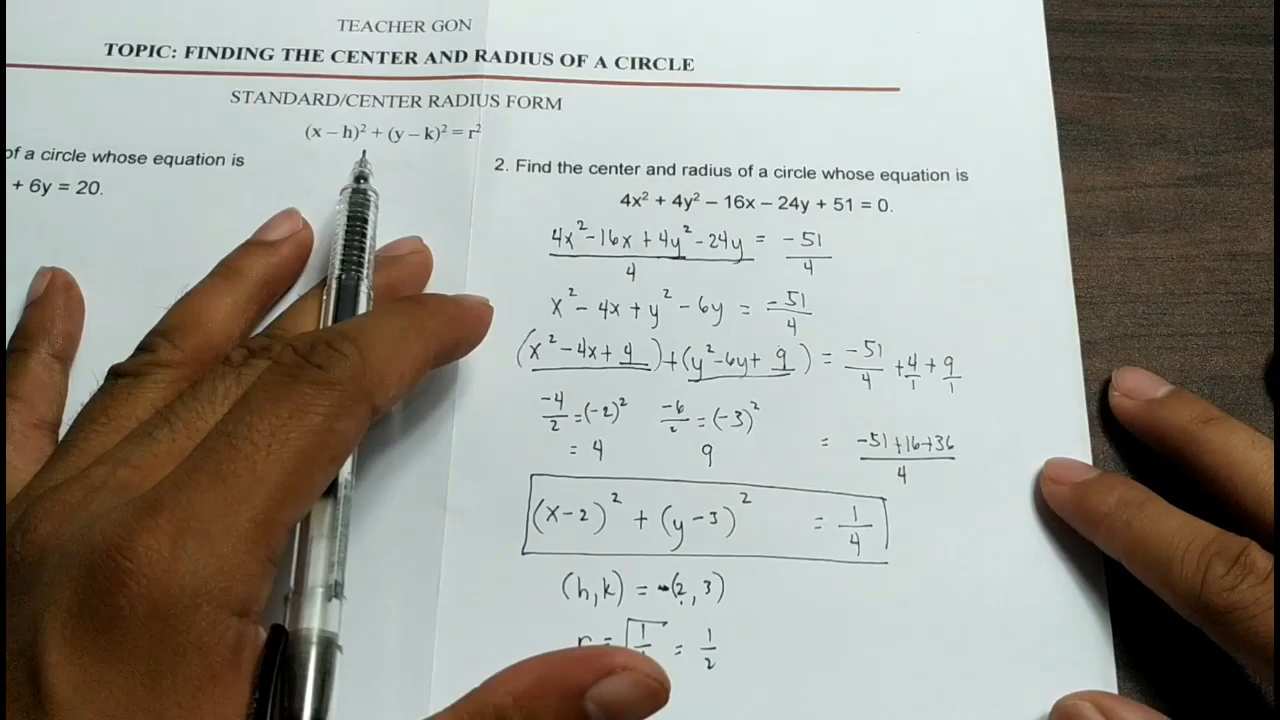 TEACHER GON
TOPIC: FINDING THE CENTER AND RADIUS OF A CIRCLE
STANDARD/CENTER RADIUS FORM
(x – h)² + (y – k)² = r²
of a circle whose equation is
+ 6y = 20.
2. Find the center and radius of a circle whose equation is
4x² + 4y² – 16x – 24y + 51 = 0.
4x² - 16x + 4y² - 24y = -51
4 4
x² - 4x + y² - 6y = -51/4
(x² - 4x + 4) + (y² - 6y + 9) = -51/4 + 4/1 + 9/1
-4/2 = (-2)² -6/2 = (-3)²
= 4 9 = -51+16+36/4
(x-2)² + (y-3)² = 1/4
(h,k) = (2, 3)
r = √1 = 1/2